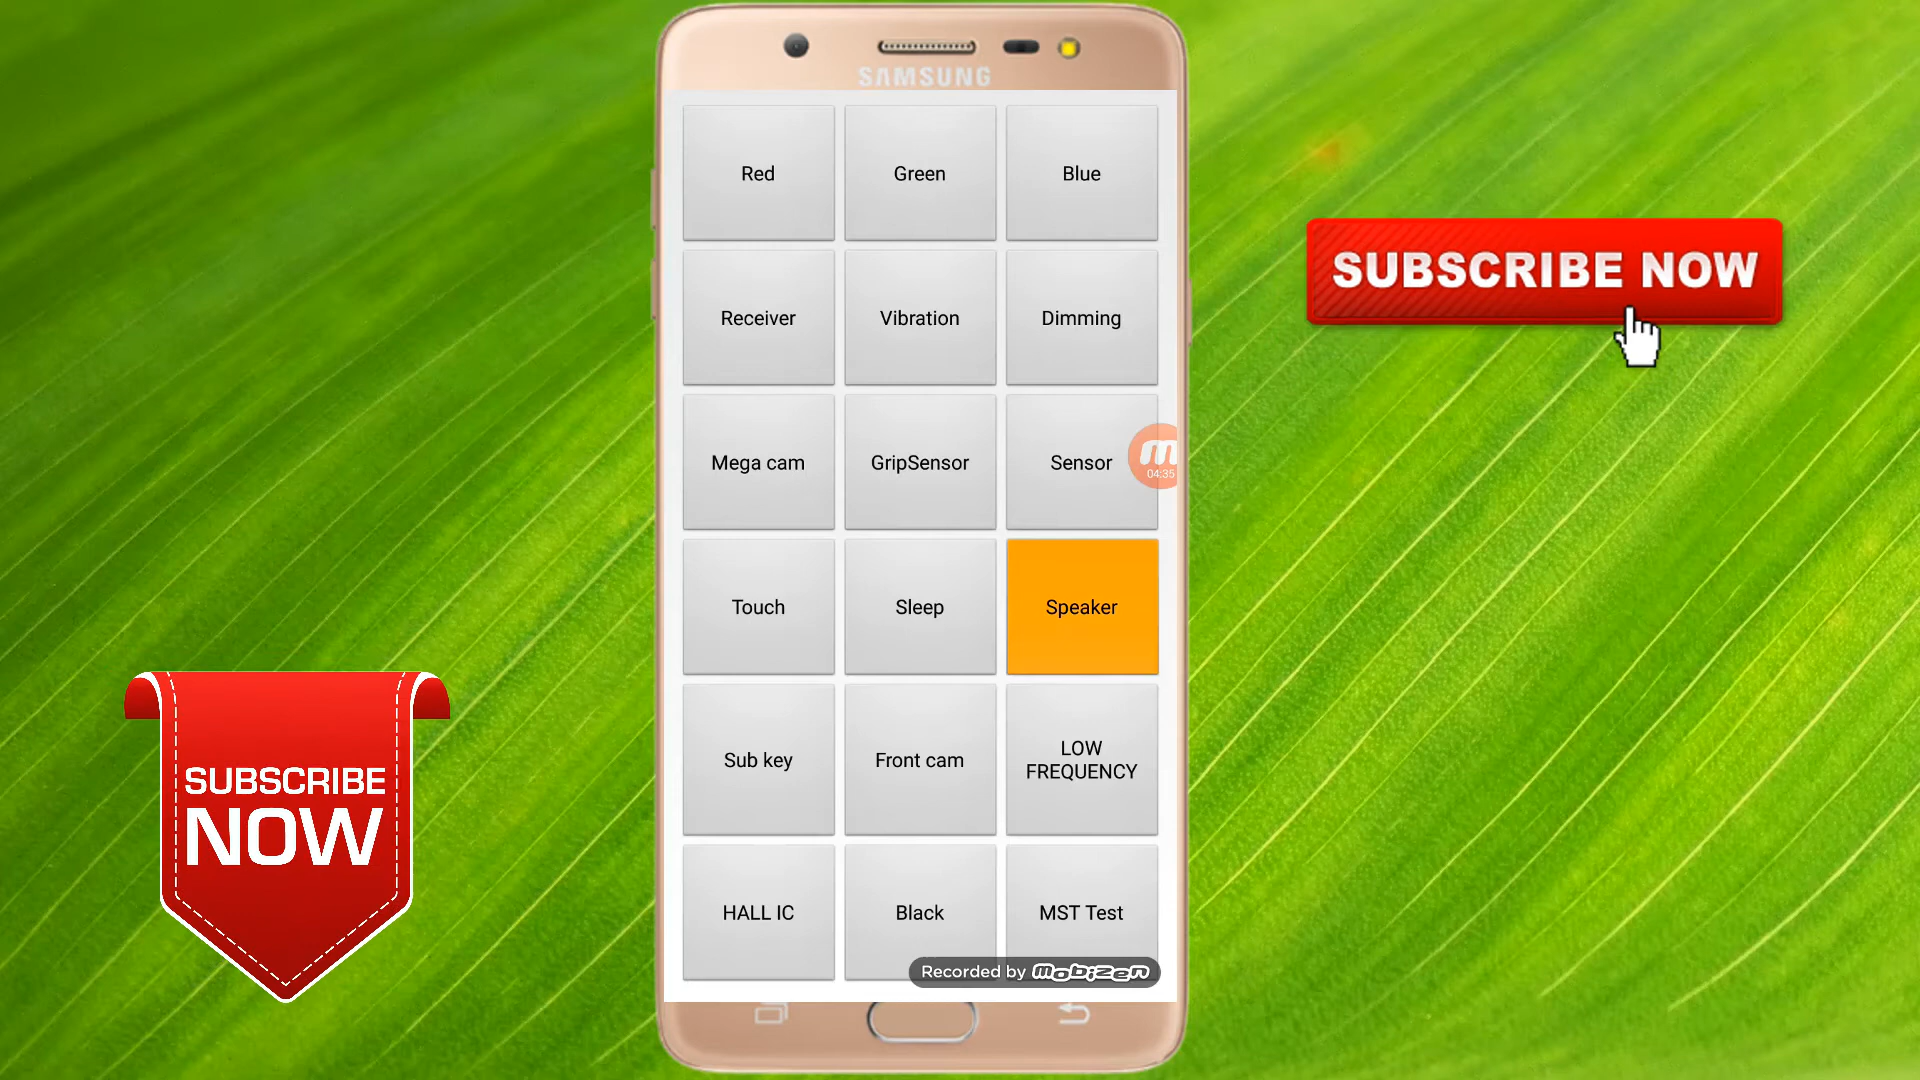 SAMSUNG
Red
Green
Blue
Receiver
Vibration
Dimming
Mega cam
GripSensor
Sensor
m
04:35
Touch
Sleep
Speaker
Sub key
Front cam
LOW
FREQUENCY
HALL IC
Black
MST Test
Recorded by mobizen
SUBSCRIBE NOW
SUBSCRIBE
NOW